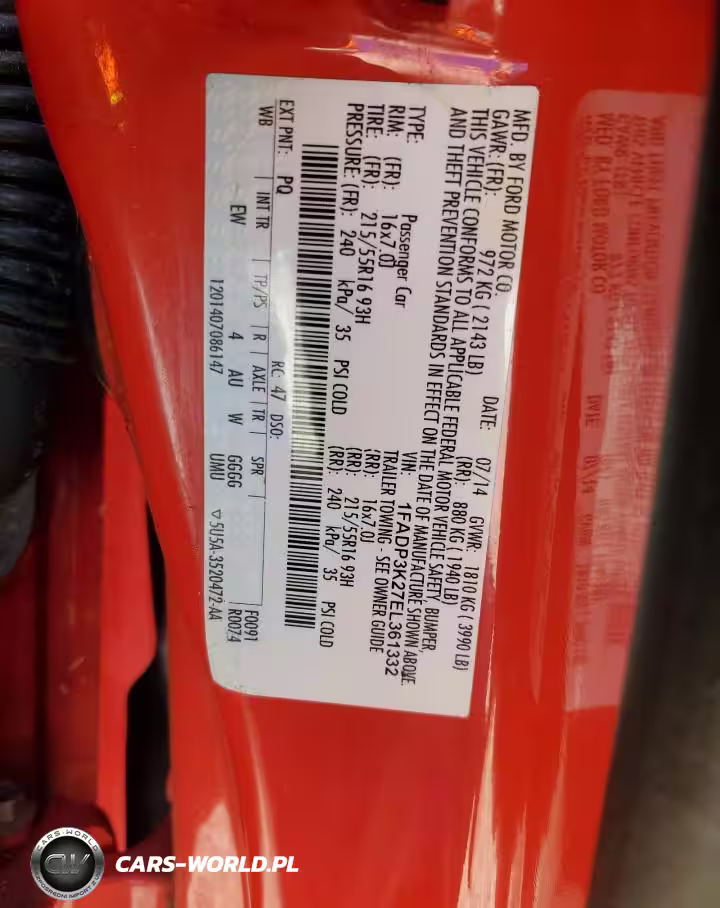 MFD. BY FORD MOTOR CO.
DATE: 07/14 GVWR: 1810 KG ( 3990 LB)
GAWR: (FR): 972 KG ( 2143 LB) (RR): 880 KG ( 1940 LB)
THIS VEHICLE CONFORMS TO ALL APPLICABLE FEDERAL MOTOR VEHICLE SAFETY, BUMPER,
AND THEFT PREVENTION STANDARDS IN EFFECT ON THE DATE OF MANUFACTURE SHOWN ABOVE.
VIN: 1FADP3K27EL361332
TYPE: Passenger Car TRAILER TOWING - SEE OWNER GUIDE
RIM: (FR): 16x7.0J (RR): 16x7.0J
TIRE: (FR): 215/55R16 93H (RR): 215/55R16 93H
PRESSURE: (FR): 240 kPa/ 35 PSI COLD (RR): 240 kPa/ 35 PSI COLD
F0091
R0074
EXT PNT: PQ RC: 47 DSO:
WB INT TR TP/PS R AXLE TR SPR
EW 4 AU W GGGG
1201407086147 UMU ▽ 5U5A-3520472-AA
CARS-WORLD
CW
CARS-WORLD.PL